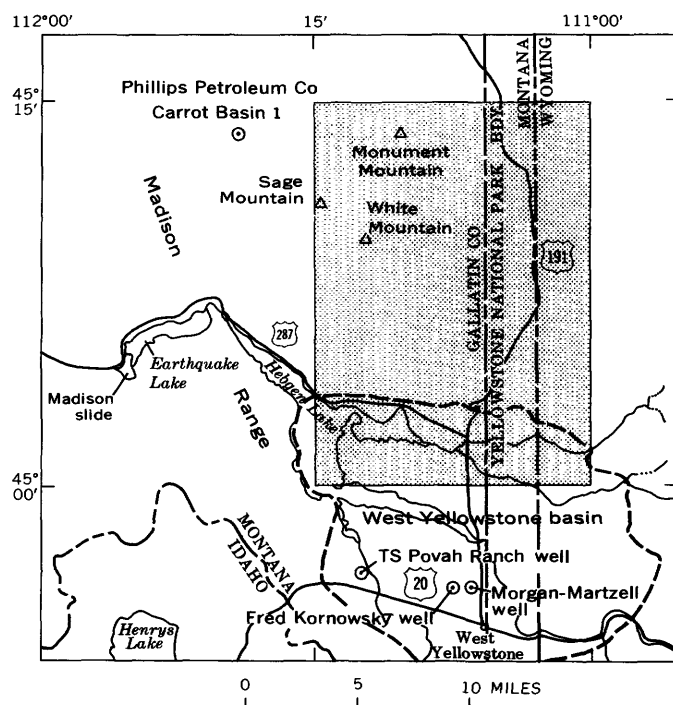 112°00'
15'
111°00'
45°
15'
Phillips Petroleum Co
Carrot Basin 1
Monument
Mountain
Sage
Mountain
White
Mountain
Madison
MONTANA
WYOMING
GALLATIN CO
YELLOWSTONE NATIONAL PARK BDY
191
287
Earthquake
Lake
Hebgen Lake
Madison
slide
Range
45°
00'
West Yellowstone basin
MONTANA
IDAHO
TS Povah Ranch well
20
Morgan-Martzell
well
Fred Kornowsky well
Henrys
Lake
West
Yellowstone
0 5 10 MILES